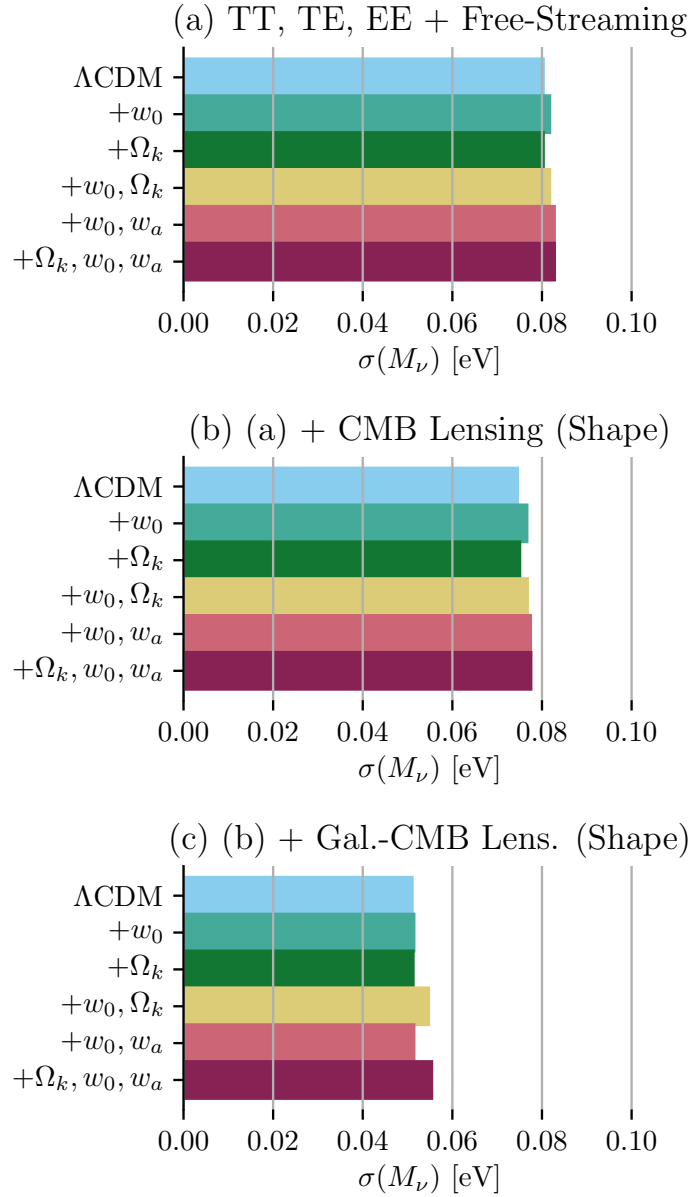 (a) TT, TE, EE + Free-Streaming
ΛCDM
+w₀
+Ωₖ
+w₀, Ωₖ
+w₀, wₐ
+Ωₖ, w₀, wₐ
0.00 0.02 0.04 0.06 0.08 0.10
σ(M_ν) [eV]
(b) (a) + CMB Lensing (Shape)
ΛCDM
+w₀
+Ωₖ
+w₀, Ωₖ
+w₀, wₐ
+Ωₖ, w₀, wₐ
0.00 0.02 0.04 0.06 0.08 0.10
σ(M_ν) [eV]
(c) (b) + Gal.-CMB Lens. (Shape)
ΛCDM
+w₀
+Ωₖ
+w₀, Ωₖ
+w₀, wₐ
+Ωₖ, w₀, wₐ
0.00 0.02 0.04 0.06 0.08 0.10
σ(M_ν) [eV]